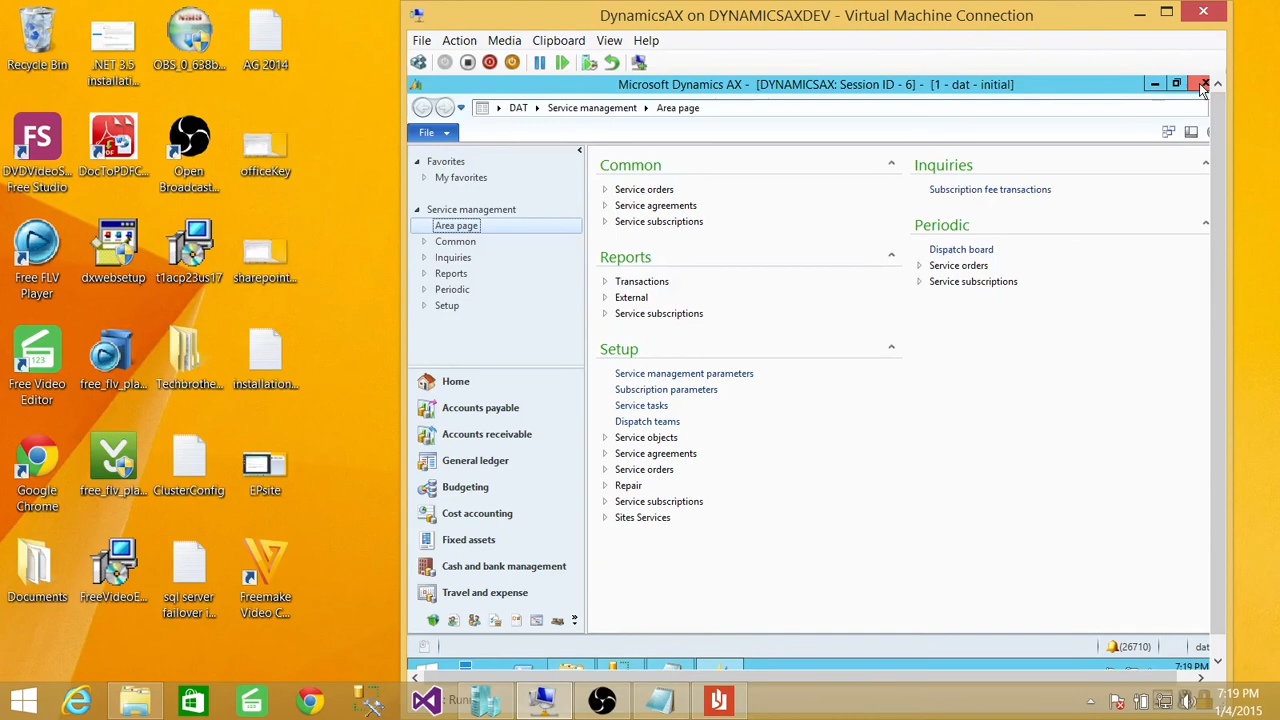 Recycle Bin
.NET 3.5
installati...
OBS_0_638b...
AG 2014
DVDVideoS...
Free Studio
DocToPDFC...
Open
Broadcast...
officeKey
Free FLV
Player
dxwebsetup
t1acp23us17
sharepoint...
Free Video
Editor
free_flv_pla...
Techbrothe...
installation...
Google
Chrome
free_flv_pla...
ClusterConfig
EPsite
Documents
FreeVideoE...
sql server
failover i...
Freemake
Video C...
DynamicsAX on DYNAMICSAXDEV - Virtual Machine Connection
File Action Media Clipboard View Help
Microsoft Dynamics AX - [DYNAMICSAX: Session ID - 6] - [1 - dat - initial]
DAT Service management Area page
File
Favorites
My favorites
Service management
Area page
Common
Inquiries
Reports
Periodic
Setup
Home
Accounts payable
Accounts receivable
General ledger
Budgeting
Cost accounting
Fixed assets
Cash and bank management
Travel and expense
Common
Service orders
Service agreements
Service subscriptions
Reports
Transactions
External
Service subscriptions
Setup
Service management parameters
Subscription parameters
Service tasks
Dispatch teams
Service objects
Service agreements
Service orders
Repair
Service subscriptions
Sites Services
Inquiries
Subscription fee transactions
Periodic
Dispatch board
Service orders
Service subscriptions
(26710) dat
7:19 PM
7:19 PM
1/4/2015